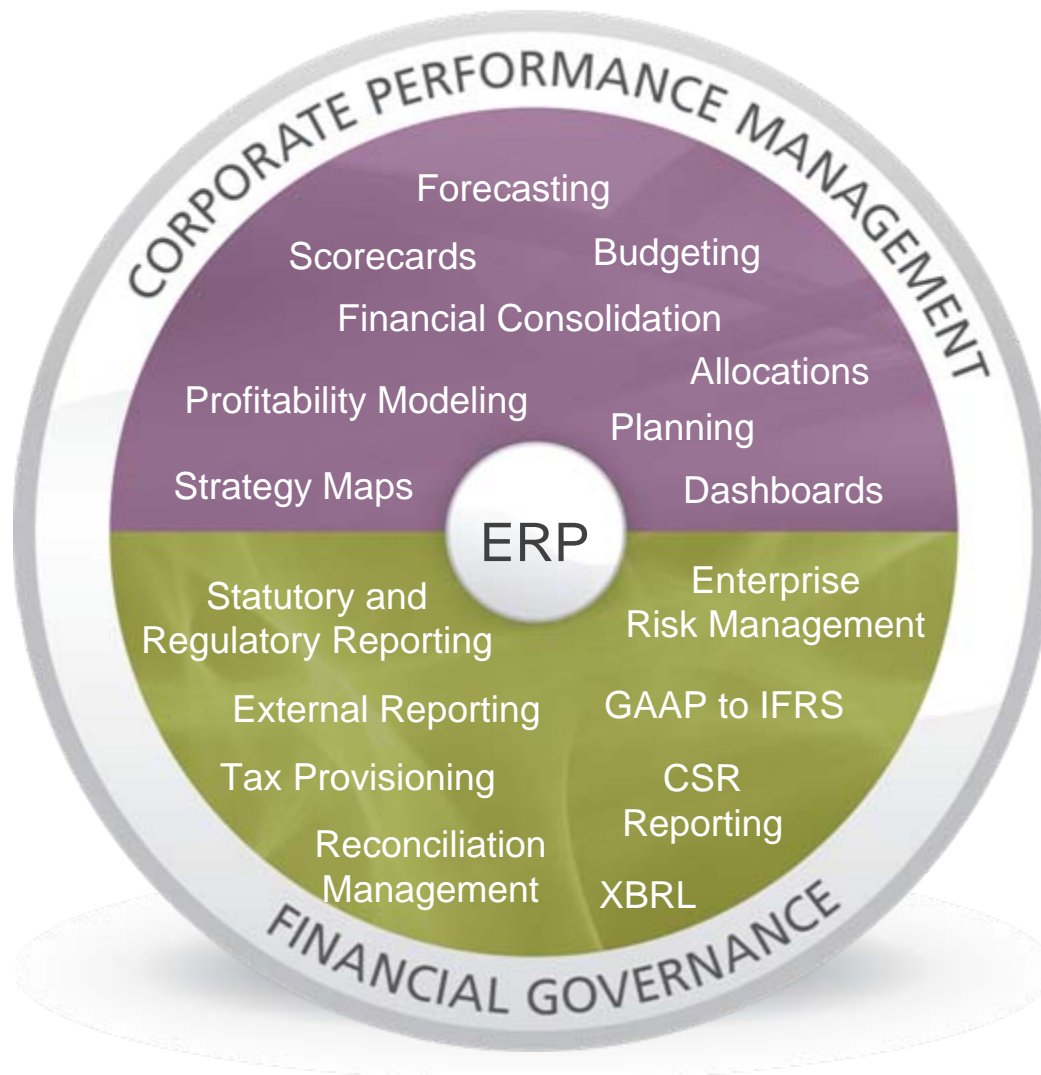 CORPORATE PERFORMANCE MANAGEMENT
Forecasting
Scorecards
Budgeting
Financial Consolidation
Allocations
Profitability Modeling
Planning
Strategy Maps
Dashboards
ERP
Statutory and
Regulatory Reporting
Enterprise
Risk Management
External Reporting
GAAP to IFRS
Tax Provisioning
CSR
Reporting
Reconciliation
Management
XBRL
FINANCIAL GOVERNANCE